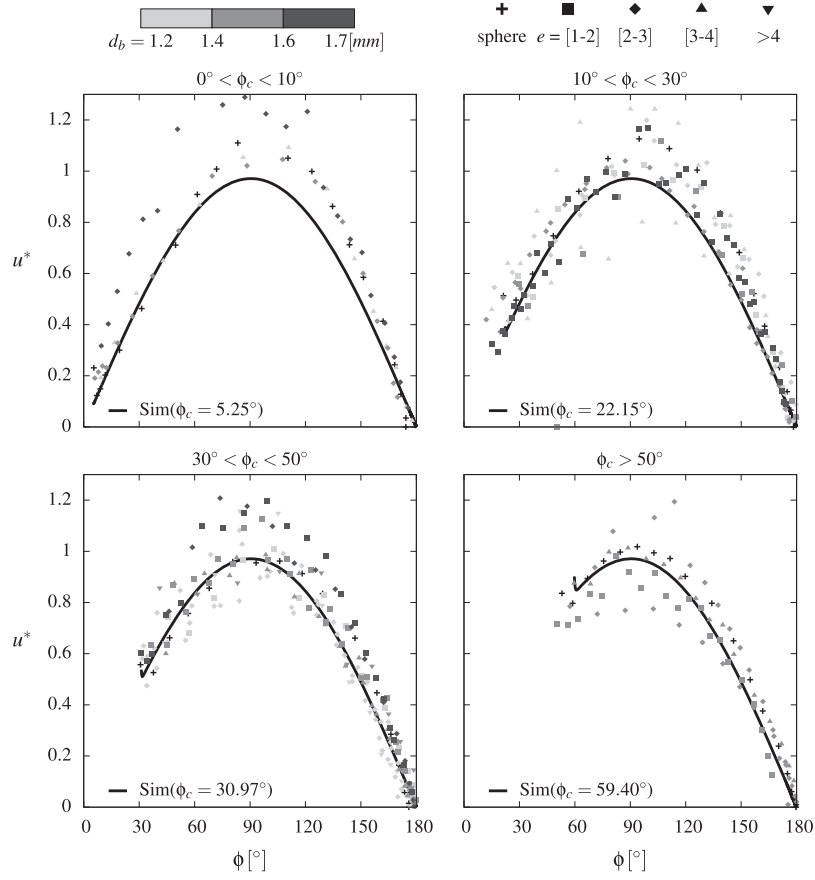 d_b = 1.2 1.4 1.6 1.7[mm]
sphere e = [1-2] [2-3] [3-4] >4
0° < ϕ_c < 10°
10° < ϕ_c < 30°
1.2
1
0.8
0.6
0.4
0.2
0
u*
Sim(ϕ_c = 5.25°)
Sim(ϕ_c = 22.15°)
30° < ϕ_c < 50°
ϕ_c > 50°
1.2
1
0.8
0.6
0.4
0.2
0
u*
Sim(ϕ_c = 30.97°)
Sim(ϕ_c = 59.40°)
0 30 60 90 120 150 180
0 30 60 90 120 150 180
ϕ [°]
ϕ [°]